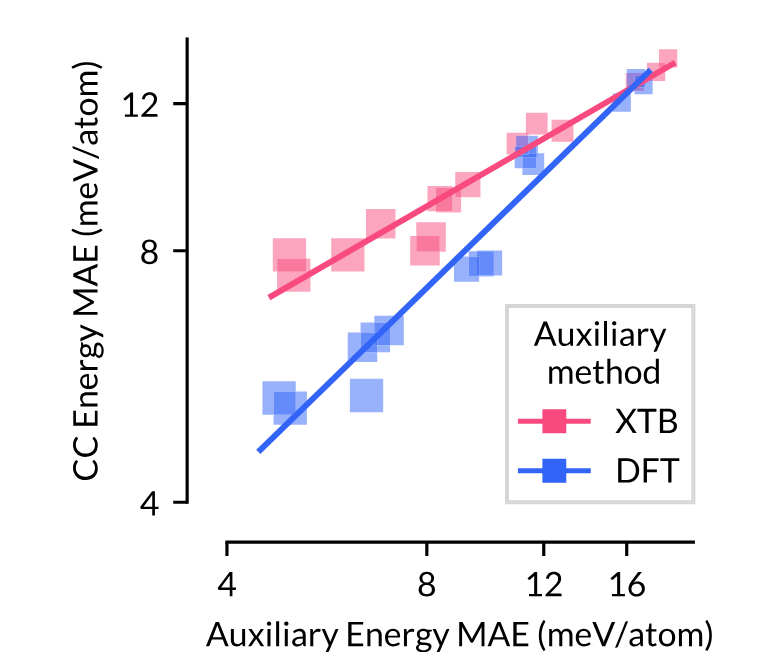 CC Energy MAE (meV/atom)
12
8
4
Auxiliary
method
XTB
DFT
4 8 12 16
Auxiliary Energy MAE (meV/atom)